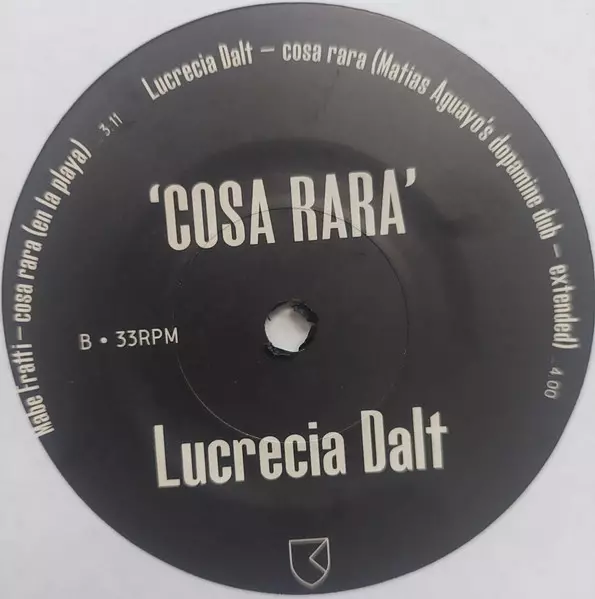 Mabe Fratti – cosa rara (en la playa) 3:11
Lucrecia Dalt – cosa rara (Matias Aguayo's dopamine dub – extended) 4:00
‘COSA RARA’
B • 33RPM
Lucrecia Dalt